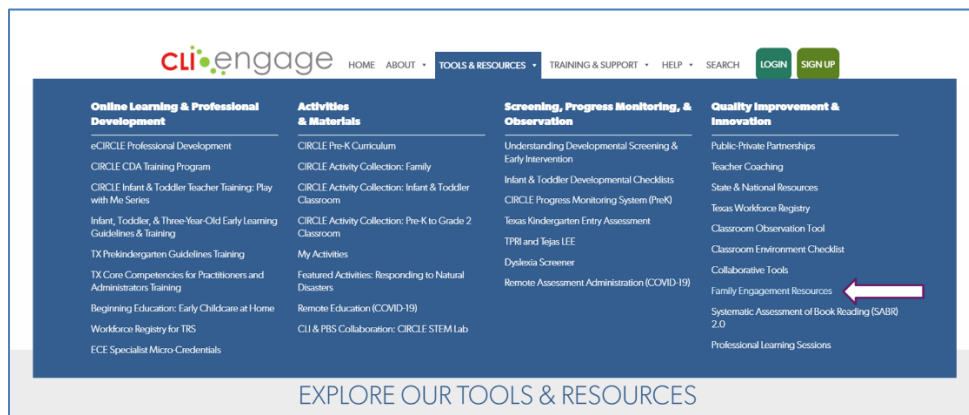 cli engage HOME ABOUT TOOLS & RESOURCES TRAINING & SUPPORT HELP SEARCH LOGIN SIGN UP
Online Learning & Professional
Development
eCIRCLE Professional Development
CIRCLE CDA Training Program
CIRCLE Infant & Toddler Teacher Training: Play
with Me Series
Infant, Toddler, & Three-Year-Old Early Learning
Guidelines & Training
TX Prekindergarten Guidelines Training
TX Core Competencies for Practitioners and
Administrators Training
Beginning Education: Early Childcare at Home
Workforce Registry for TRS
ECE Specialist Micro-Credentials
Activities
& Materials
CIRCLE Pre-K Curriculum
CIRCLE Activity Collection: Family
CIRCLE Activity Collection: Infant & Toddler
Classroom
CIRCLE Activity Collection: Pre-K to Grade 2
Classroom
My Activities
Featured Activities: Responding to Natural
Disasters
Remote Education (COVID-19)
CLI & PBS Collaboration: CIRCLE STEM Lab
Screening, Progress Monitoring, &
Observation
Understanding Developmental Screening &
Early Intervention
Infant & Toddler Developmental Checklists
CIRCLE Progress Monitoring System (PreK)
Texas Kindergarten Entry Assessment
TPRI and Tejas LEE
Dyslexia Screener
Remote Assessment Administration (COVID-19)
Quality Improvement &
Innovation
Public-Private Partnerships
Teacher Coaching
State & National Resources
Texas Workforce Registry
Classroom Observation Tool
Classroom Environment Checklist
Collaborative Tools
Family Engagement Resources
Systematic Assessment of Book Reading (SABR)
2.0
Professional Learning Sessions
EXPLORE OUR TOOLS & RESOURCES